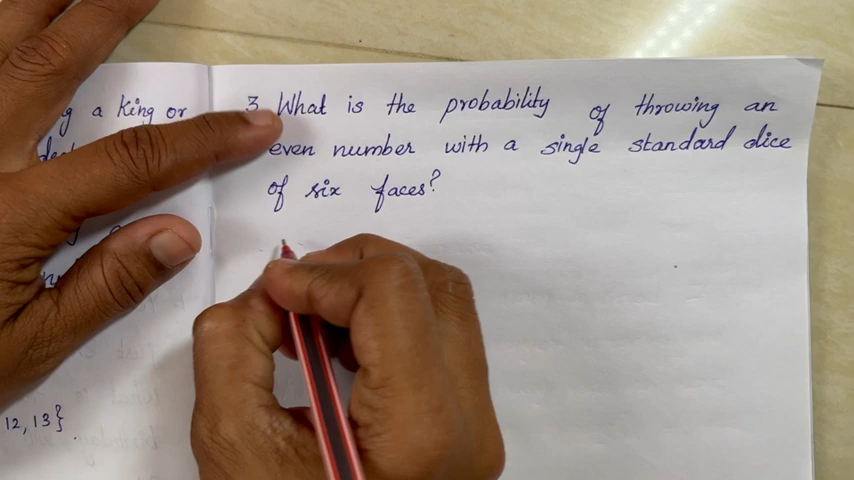 a King or
3. What is the probability of throwing an
even number with a single standard dice
of six faces?
12, 13}